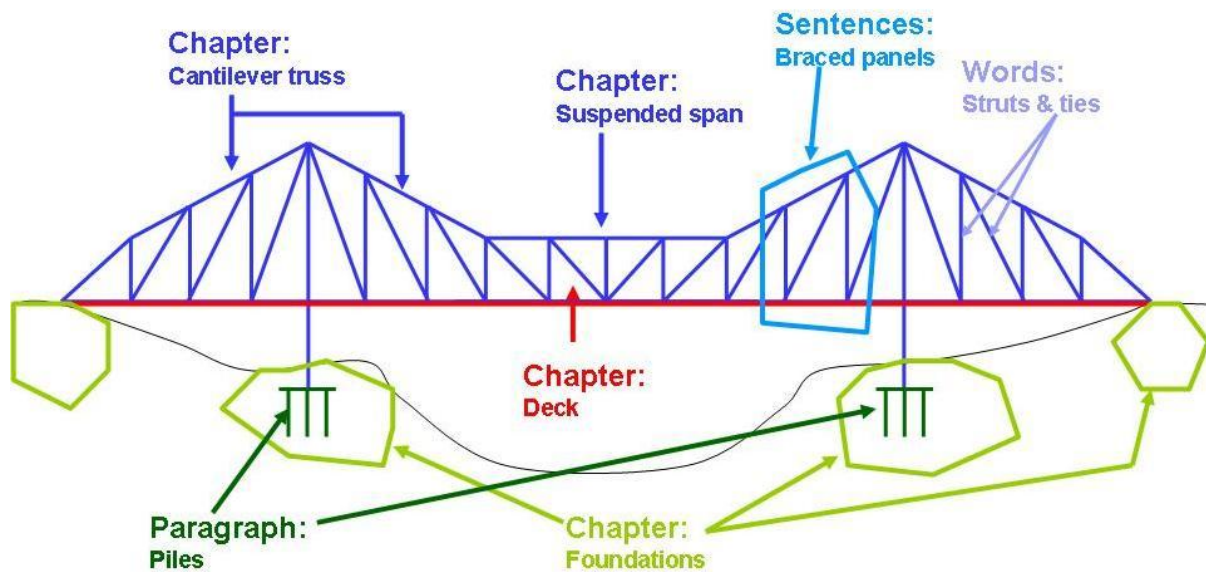 Chapter:
Cantilever truss
Chapter:
Suspended span
Sentences:
Braced panels
Words:
Struts & ties
Chapter:
Deck
Paragraph:
Piles
Chapter:
Foundations